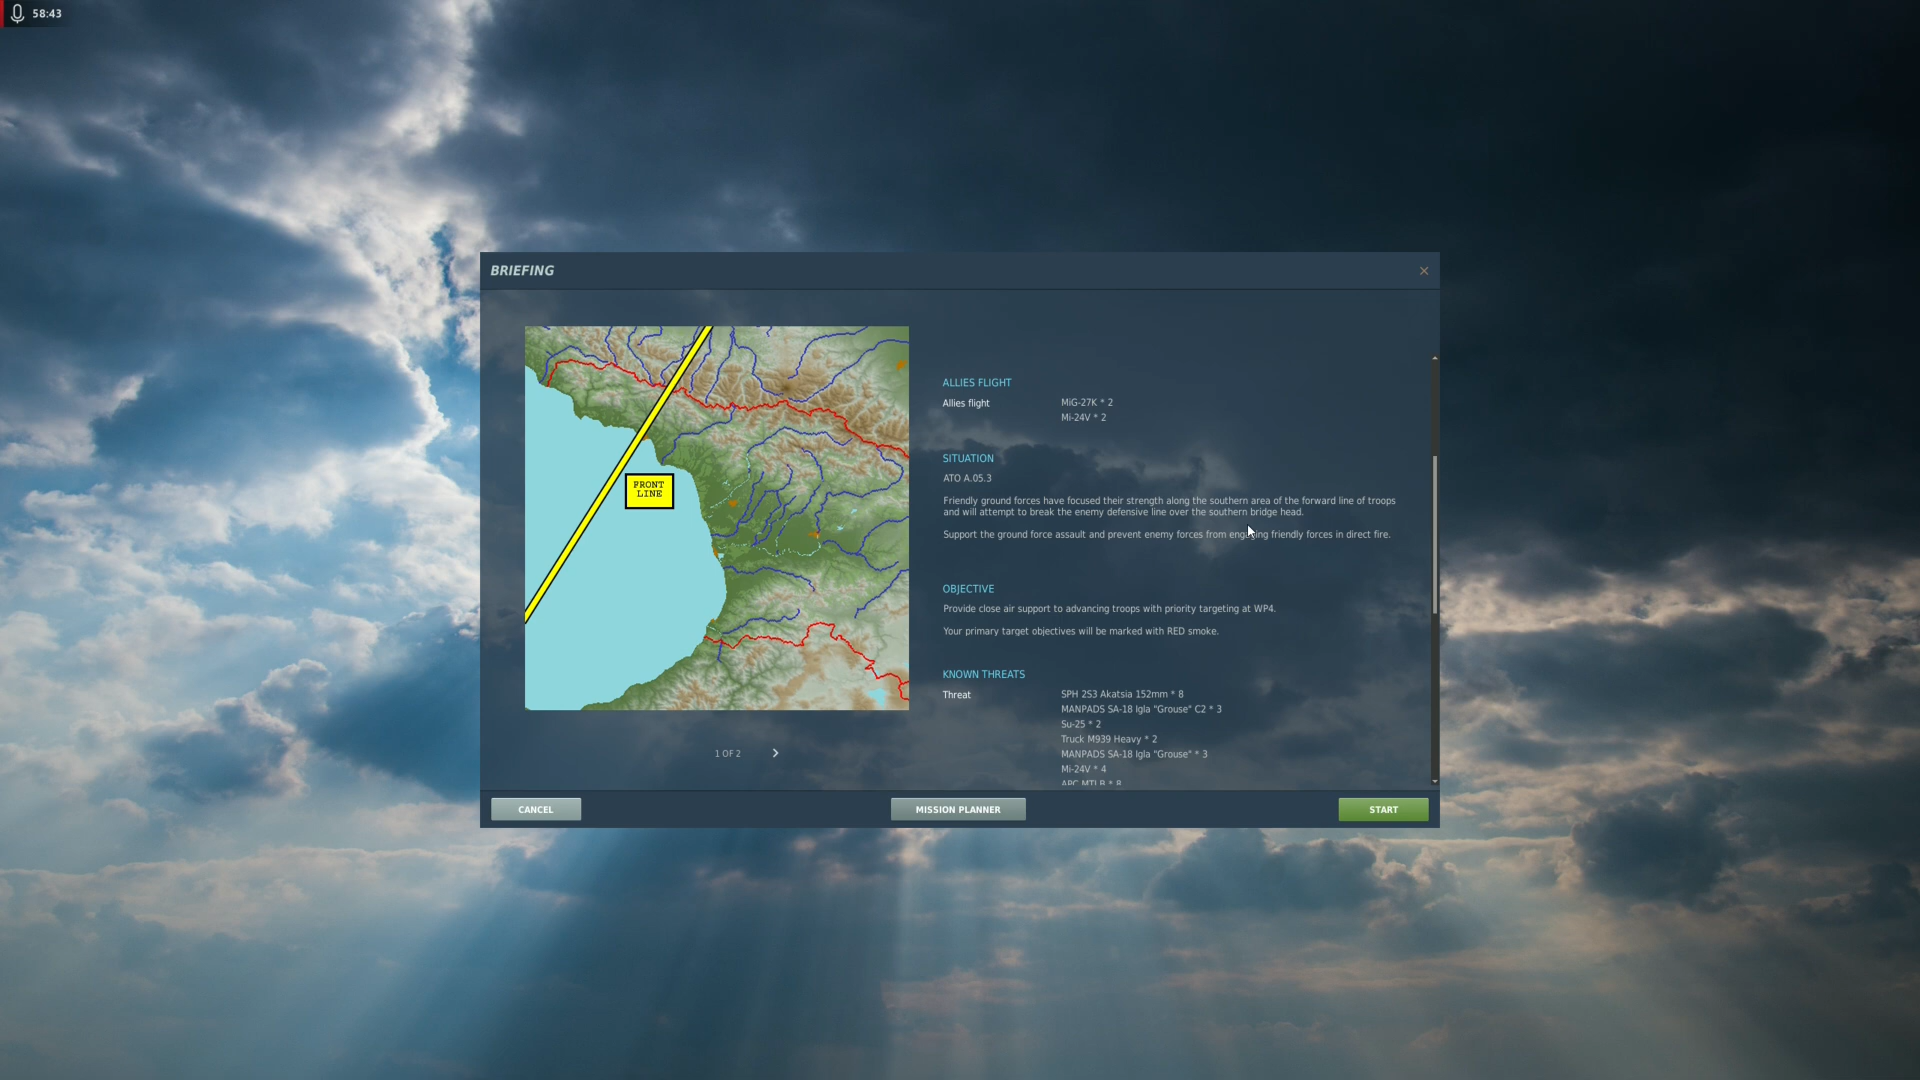 58:43
BRIEFING
FRONT
LINE
1 OF 2
ALLIES FLIGHT
Allies flight
MiG-27K * 2
Mi-24V * 2
SITUATION
ATO A.05.3
Friendly ground forces have focused their strength along the southern area of the forward line of troops
and will attempt to break the enemy defensive line over the southern bridge head.
Support the ground force assault and prevent enemy forces from engaging friendly forces in direct fire.
OBJECTIVE
Provide close air support to advancing troops with priority targeting at WP4.
Your primary target objectives will be marked with RED smoke.
KNOWN THREATS
Threat
SPH 2S3 Akatsia 152mm * 8
MANPADS SA-18 Igla "Grouse" C2 * 3
Su-25 * 2
Truck M939 Heavy * 2
MANPADS SA-18 Igla "Grouse" * 3
Mi-24V * 4
APC MTLB * 8
CANCEL
MISSION PLANNER
START